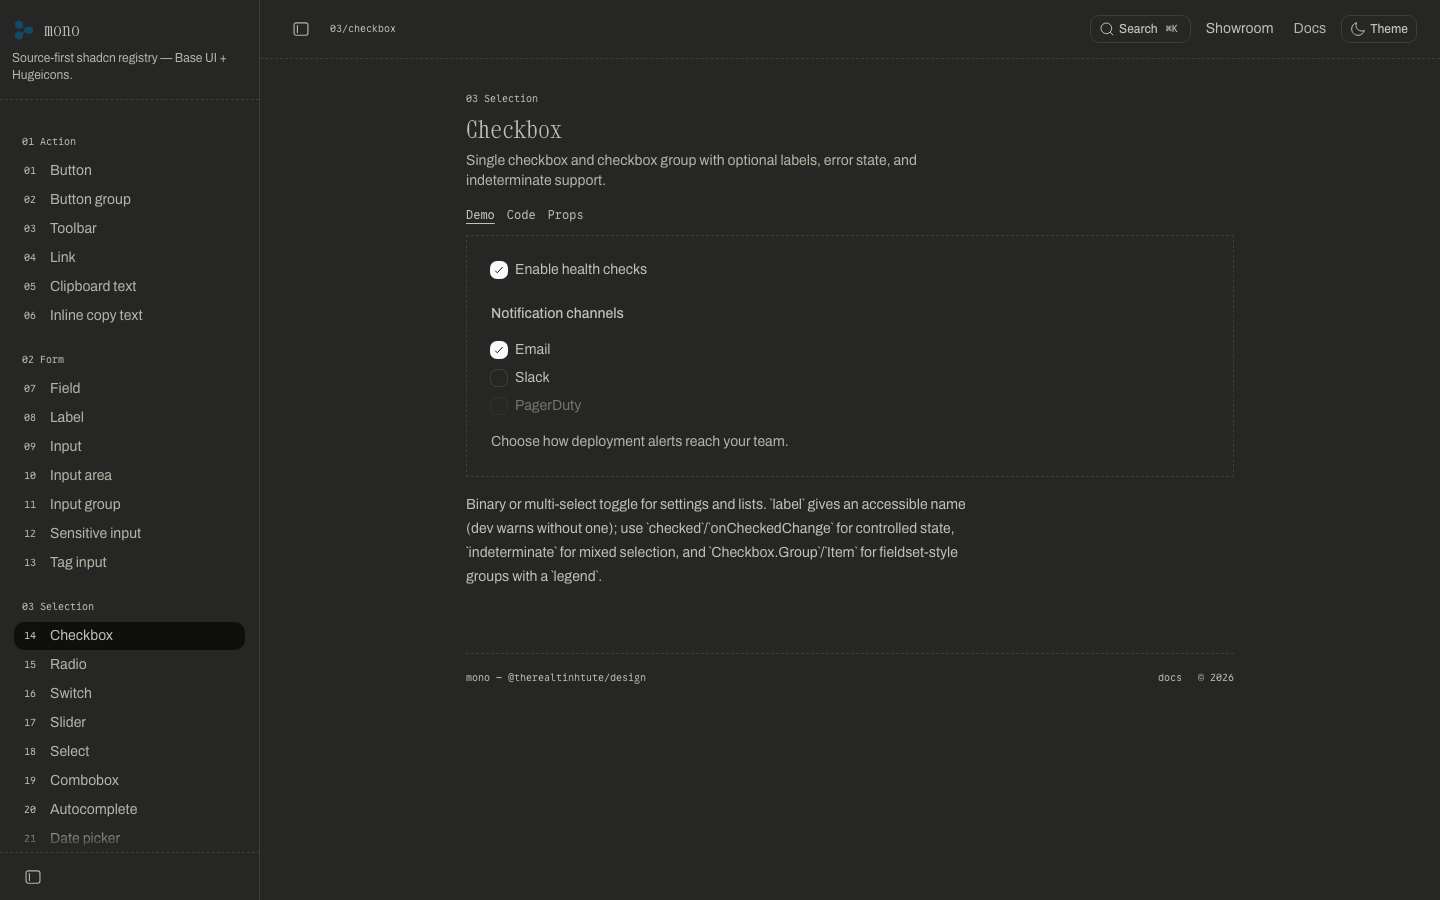 mono
Source-first shadcn registry — Base UI +
Hugeicons.
01 Action
01 Button
02 Button group
03 Toolbar
04 Link
05 Clipboard text
06 Inline copy text
02 Form
07 Field
08 Label
09 Input
10 Input area
11 Input group
12 Sensitive input
13 Tag input
03 Selection
14 Checkbox
15 Radio
16 Switch
17 Slider
18 Select
19 Combobox
20 Autocomplete
21 Date picker
03/checkbox
Search ⌘K
Showroom
Docs
Theme
03 Selection
Checkbox
Single checkbox and checkbox group with optional labels, error state, and
indeterminate support.
Demo Code Props
Enable health checks
Notification channels
Email
Slack
PagerDuty
Choose how deployment alerts reach your team.
Binary or multi-select toggle for settings and lists. `label` gives an accessible name
(dev warns without one); use `checked`/`onCheckedChange` for controlled state,
`indeterminate` for mixed selection, and `Checkbox.Group`/`Item` for fieldset-style
groups with a `legend`.
mono — @therealtinhtute/design
docs © 2026